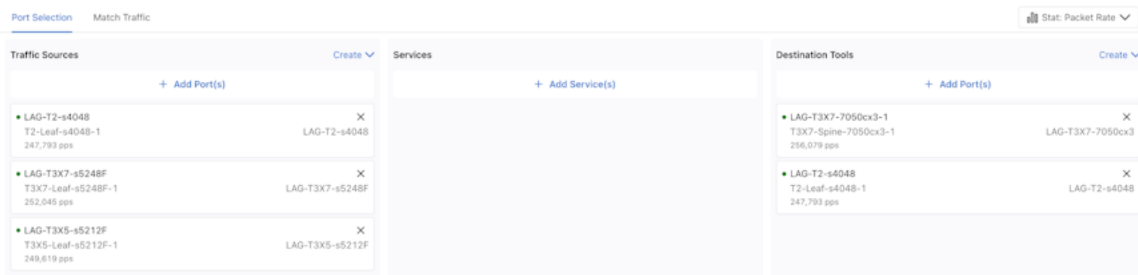 Port Selection Match Traffic Stat: Packet Rate
Traffic Sources Create
+ Add Port(s)
LAG-T2-s4048
T2-Leaf-s4048-1 LAG-T2-s4048
247,793 pps
LAG-T3X7-s5248F
T3X7-Leaf-s5248F-1 LAG-T3X7-s5248F
252,045 pps
LAG-T3X5-s5212F
T3X5-Leaf-s5212F-1 LAG-T3X5-s5212F
249,619 pps
Services
+ Add Service(s)
Destination Tools Create
+ Add Port(s)
LAG-T3X7-7050cx3-1
T3X7-Spine-7050cx3-1 LAG-T3X7-7050cx3
256,079 pps
LAG-T2-s4048
T2-Leaf-s4048-1 LAG-T2-s4048
247,793 pps